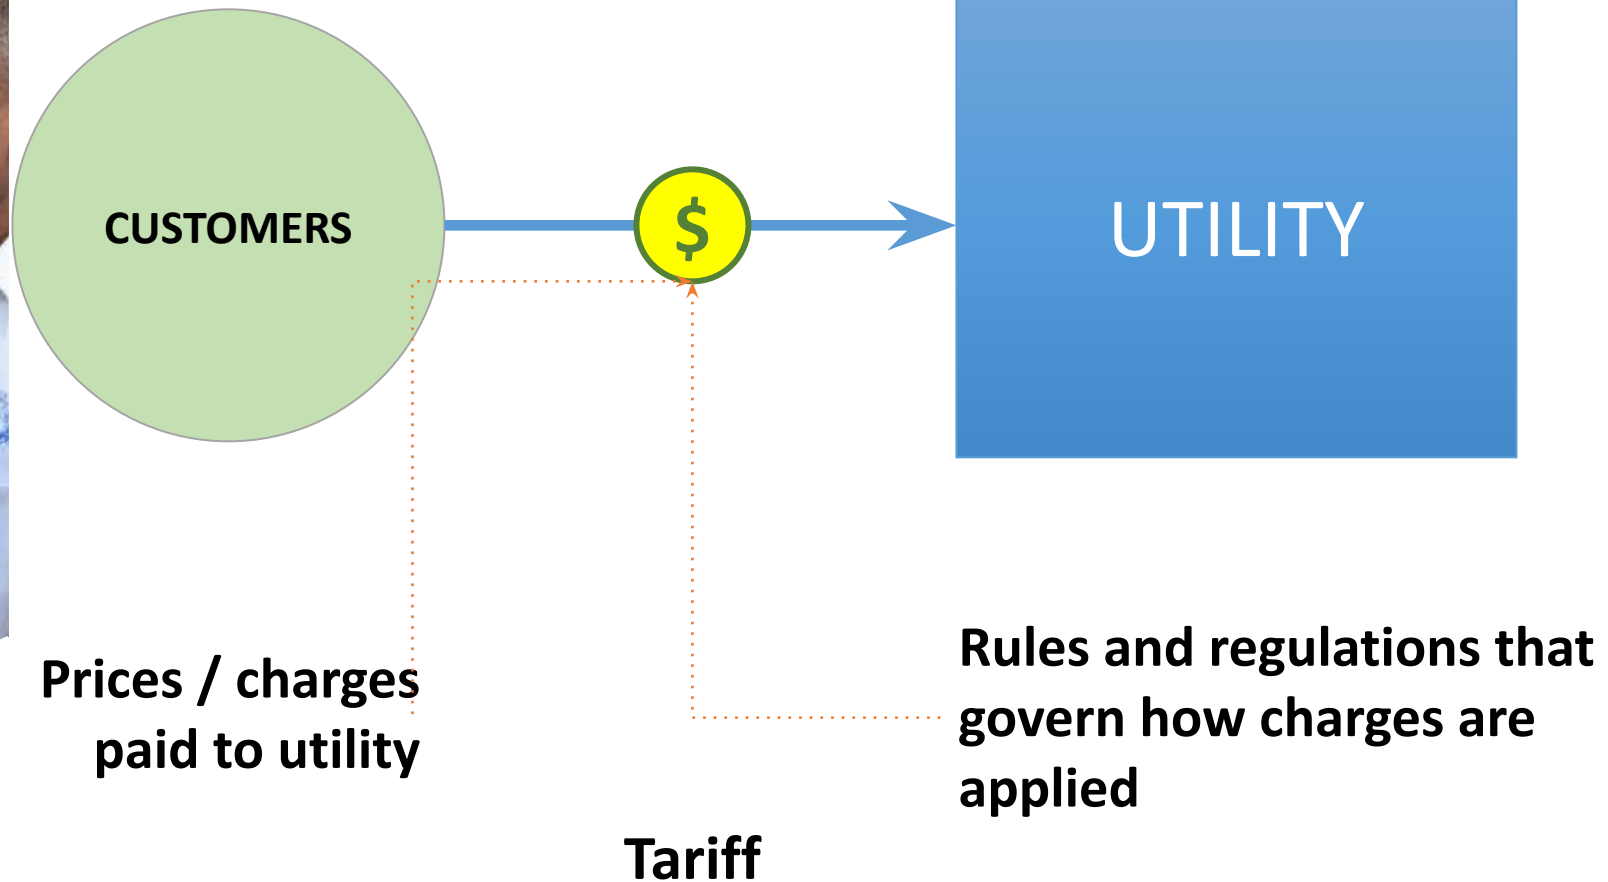 CUSTOMERS
$
UTILITY
Prices / charges
paid to utility
Rules and regulations that
govern how charges are
applied
Tariff